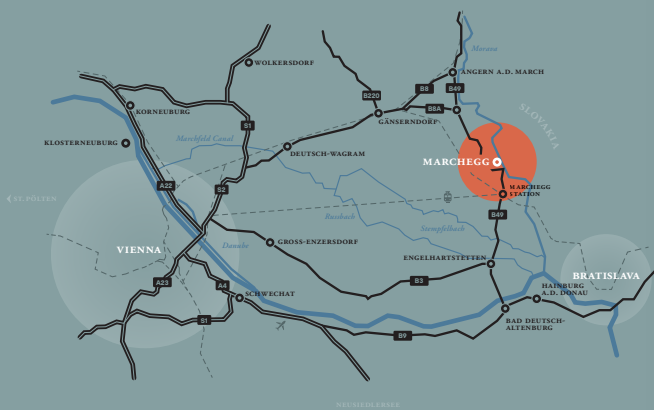 Morava
WOLKERSDORF
ANGERN A.D. MARCH
B8
B49
B220
KORNEUBURG
B8A
SLOVAKIA
GÄNSERNDORF
S1
KLOSTERNEUBURG
Marchfeld Canal
DEUTSCH-WAGRAM
MARCHEGG
A22
S2
MARCHEGG
STATION
ST. PÖLTEN
Russbach
B49
Stempfelbach
VIENNA
Danube
GROSS-ENZERSDORF
ENGELHARTSTETTEN
BRATISLAVA
A23
A4
B3
HAINBURG
A.D. DONAU
SCHWECHAT
S1
BAD DEUTSCH-
ALTENBURG
B9
NEUSIEDLERSEE